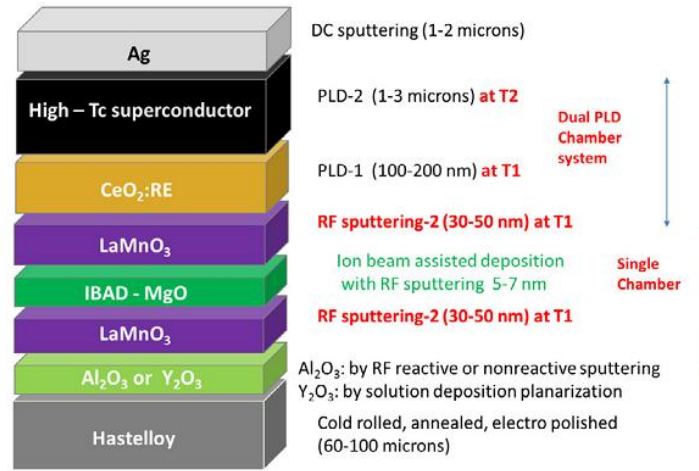 Ag
DC sputtering (1-2 microns)
High – Tc superconductor
PLD-2 (1-3 microns) at T2
Dual PLD
Chamber
system
CeO₂:RE
PLD-1 (100-200 nm) at T1
LaMnO₃
RF sputtering-2 (30-50 nm) at T1
IBAD - MgO
Ion beam assisted deposition
with RF sputtering 5-7 nm
Single
Chamber
LaMnO₃
RF sputtering-2 (30-50 nm) at T1
Al₂O₃ or Y₂O₃
Al₂O₃: by RF reactive or nonreactive sputtering
Y₂O₃: by solution deposition planarization
Hastelloy
Cold rolled, annealed, electro polished
(60-100 microns)